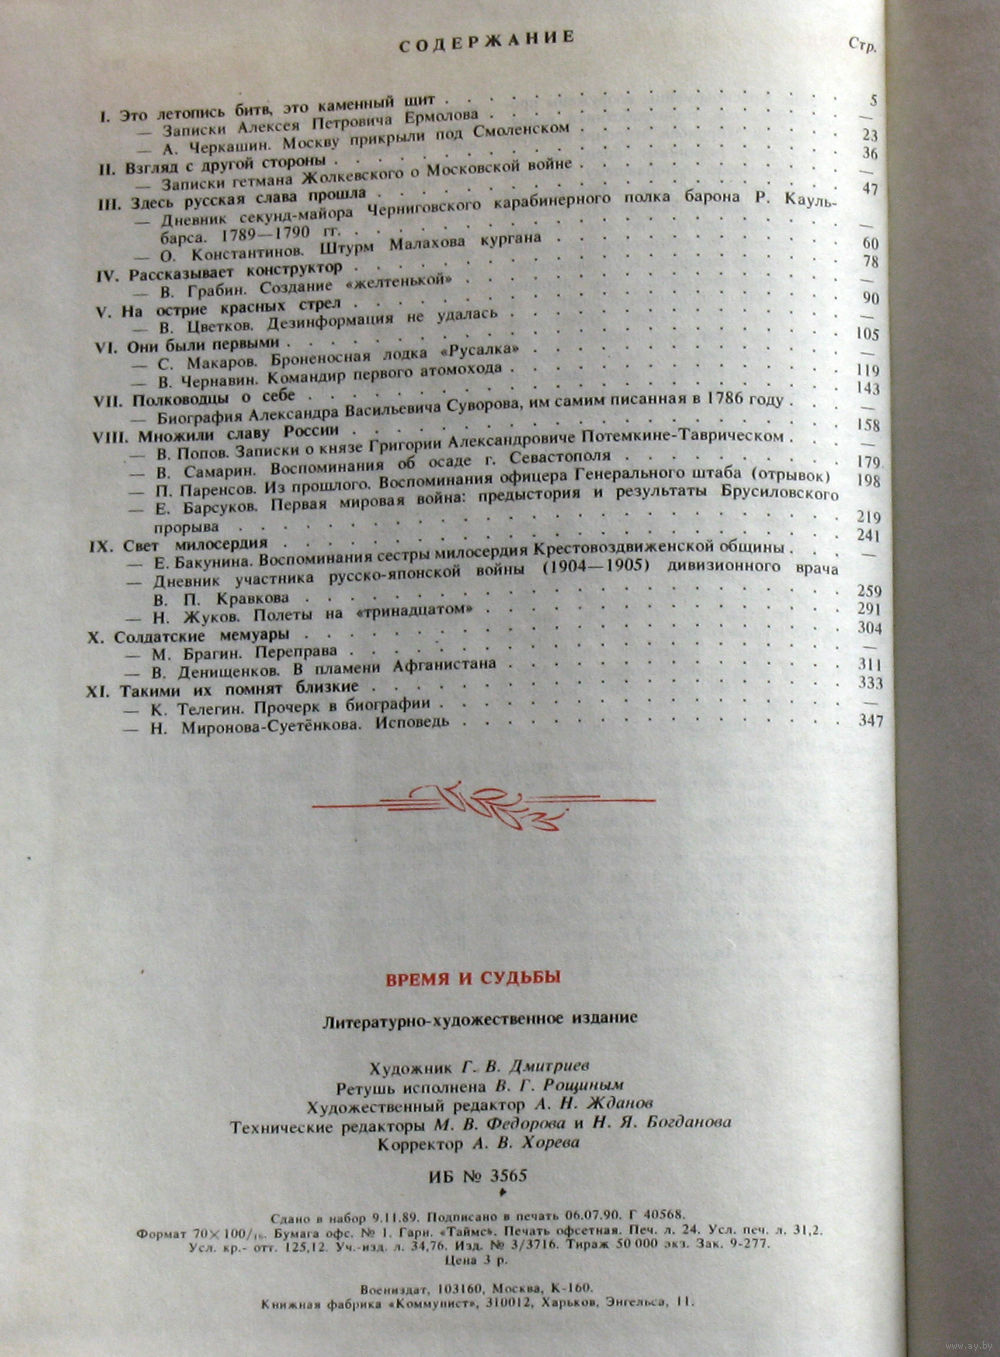 СОДЕРЖАНИЕ
Стр.
I. Это летопись битв, это каменный щит . . . 5
— Записки Алексея Петровича Ермолова . . . —
— А. Черкашин. Москву прикрыли под Смоленском . . . 23
II. Взгляд с другой стороны . . . 36
— Записки гетмана Жолкевского о Московской войне . . . —
III. Здесь русская слава прошла . . . 47
— Дневник секунд-майора Черниговского карабинерного полка барона Р. Кауль-
барса. 1789—1790 гг. . . . —
— О. Константинов. Штурм Малахова кургана . . . 60
IV. Рассказывает конструктор . . . 78
— В. Грабин. Создание «желтенькой» . . . —
V. На острие красных стрел . . . 90
— В. Цветков. Дезинформация не удалась . . . —
VI. Они были первыми . . . 105
— С. Макаров. Броненосная лодка «Русалка» . . . —
— В. Чернавин. Командир первого атомохода . . . 119
VII. Полководцы о себе . . . 143
— Биография Александра Васильевича Суворова, им самим писанная в 1786 году . . . —
VIII. Множили славу России . . . 158
— В. Попов. Записки о князе Григории Александровиче Потемкине-Таврическом . . . —
— В. Самарин. Воспоминания об осаде г. Севастополя . . . 179
— П. Паренсов. Из прошлого. Воспоминания офицера Генерального штаба (отрывок) 198
— Е. Барсуков. Первая мировая война: предыстория и результаты Брусиловского
прорыва . . . 219
IX. Свет милосердия . . . 241
— Е. Бакунина. Воспоминания сестры милосердия Крестовоздвиженской общины . . . —
— Дневник участника русско-японской войны (1904—1905) дивизионного врача
В. П. Кравкова . . . 259
— Н. Жуков. Полеты на «тринадцатом» . . . 291
X. Солдатские мемуары . . . 304
— М. Брагин. Переправа . . . —
— В. Денищенков. В пламени Афганистана . . . 311
XI. Такими их помнят близкие . . . 333
— К. Телегин. Прочерк в биографии . . . —
— Н. Миронова-Суетёнкова. Исповедь . . . 347
ВРЕМЯ И СУДЬБЫ
Литературно-художественное издание
Художник Г. В. Дмитриев
Ретушь исполнена В. Г. Рощиным
Художественный редактор А. Н. Жданов
Технические редакторы М. В. Федорова и Н. Я. Богданова
Корректор А. В. Хорева
ИБ № 3565
Сдано в набор 9.11.89. Подписано в печать 06.07.90. Г 40568.
Формат 70×100/16. Бумага офс. № 1. Гарн. «Таймс». Печать офсетная. Печ. л. 24. Усл. печ. л. 31,2.
Усл. кр.- отт. 125,12. Уч.-изд. л. 34,76. Изд. № 3/3716. Тираж 50 000 экз. Зак. 9-277.
Цена 3 р.
Воениздат, 103160, Москва, К-160.
Книжная фабрика «Коммунист», 310012, Харьков, Энгельса, 11.
www.ay.by